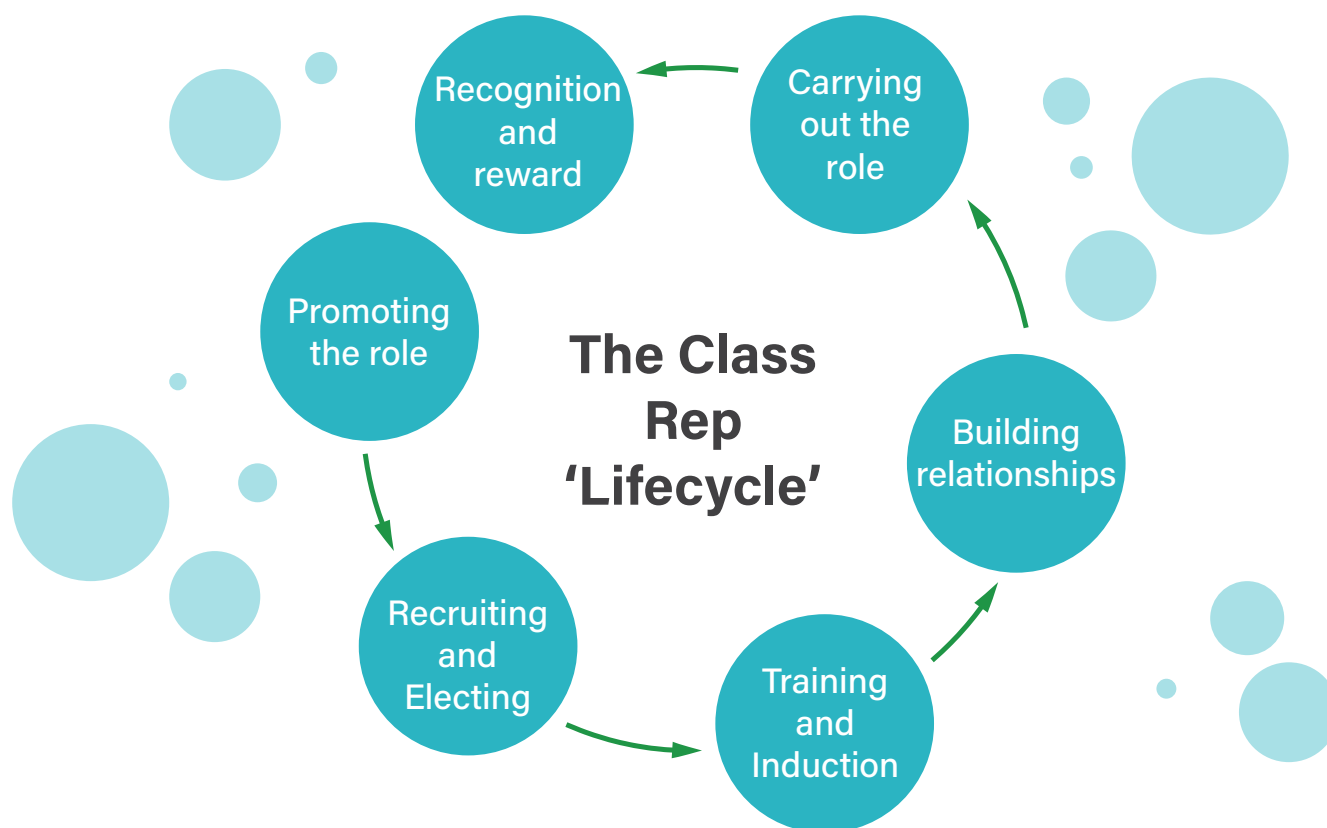 The Class
Rep
‘Lifecycle’
Promoting
the role
Recruiting
and
Electing
Training
and
Induction
Building
relationships
Carrying
out the
role
Recognition
and
reward